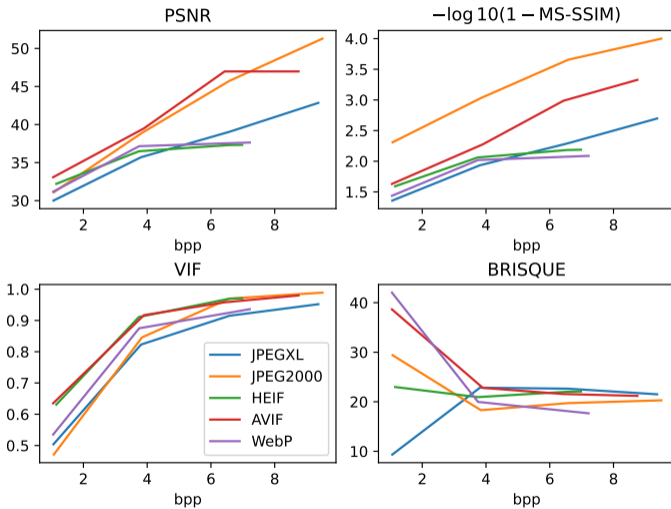 PSNR
50
45
40
35
30
2 4 6 8
bpp
−log 10(1 − MS-SSIM)
4.0
3.5
3.0
2.5
2.0
1.5
2 4 6 8
bpp
VIF
1.0
0.9
0.8
0.7
0.6
0.5
JPEGXL
JPEG2000
HEIF
AVIF
WebP
2 4 6 8
bpp
BRISQUE
40
30
20
10
2 4 6 8
bpp